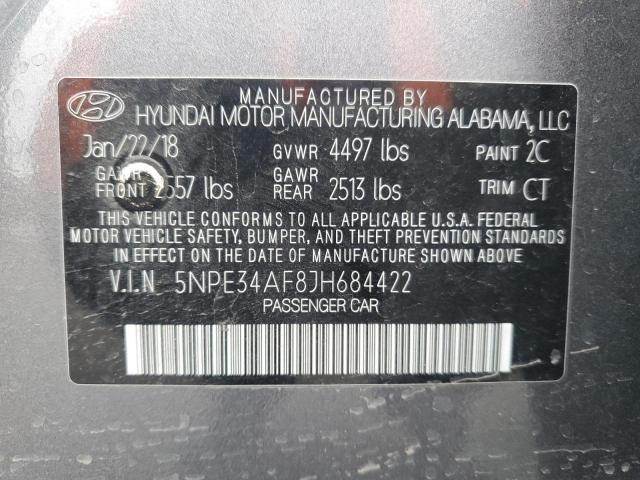 MANUFACTURED BY
HYUNDAI MOTOR MANUFACTURING ALABAMA, LLC
Jan/22/18 GVWR 4497 lbs PAINT 2C
GAWR FRONT 2557 lbs GAWR REAR 2513 lbs TRIM CT
THIS VEHICLE CONFORMS TO ALL APPLICABLE U.S.A. FEDERAL
MOTOR VEHICLE SAFETY, BUMPER, AND THEFT PREVENTION STANDARDS
IN EFFECT ON THE DATE OF MANUFACTURE SHOWN ABOVE.
V.I.N 5NPE34AF8JH684422
PASSENGER CAR